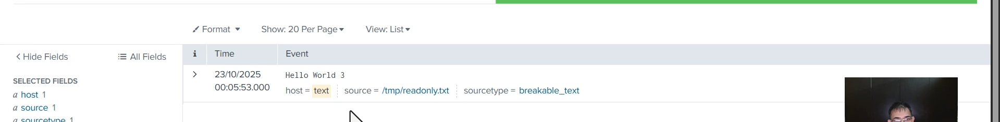 Format Show: 20 Per Page View: List
Hide Fields All Fields
i Time Event
SELECTED FIELDS
a host 1
a source 1
a sourcetype 1
23/10/2025
00:05:53.000
Hello World 3
host = text source = /tmp/readonly.txt sourcetype = breakable_text